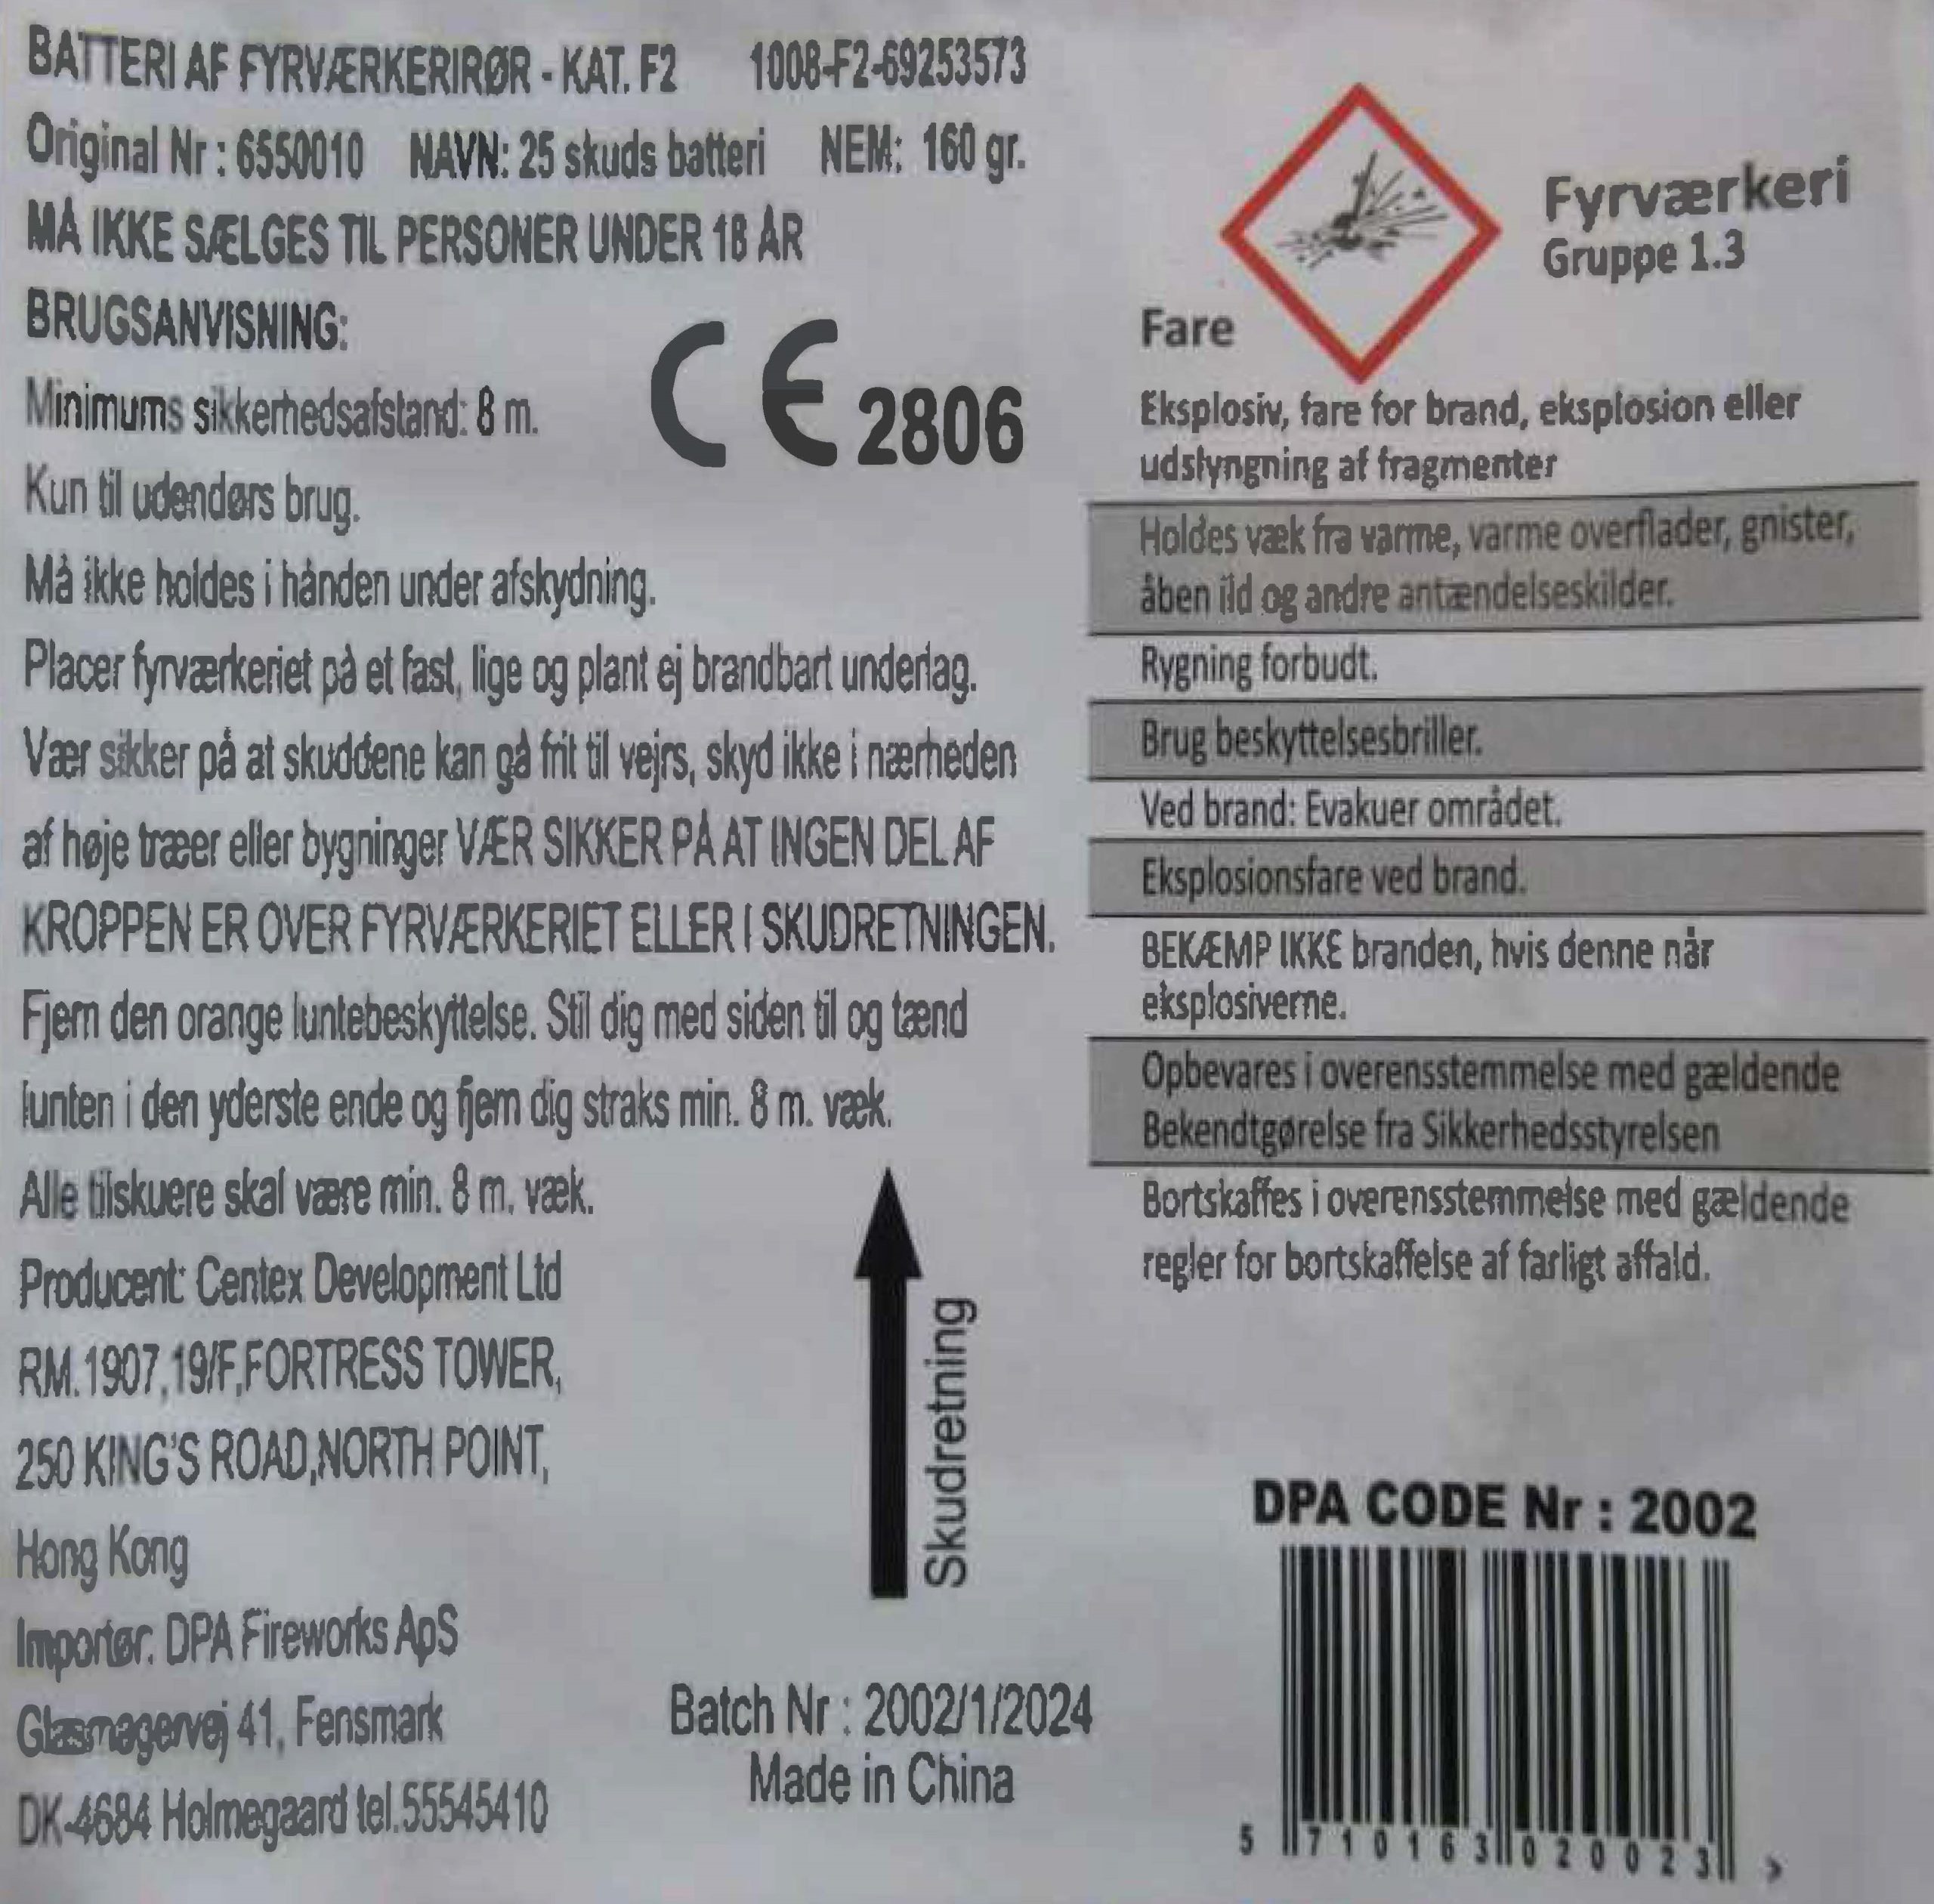 BATTERI AF FYRVÆRKERIRØR - KAT. F2 1008-F2-69253573
Original Nr : 6550010 NAVN: 25 skuds batteri NEM: 160 gr.
MÅ IKKE SÆLGES TIL PERSONER UNDER 18 ÅR
BRUGSANVISNING:
Minimums sikkerhedsafstand: 8 m.
CE 2806
Kun til udendørs brug.
Må ikke holdes i hånden under afskydning.
Placer fyrværkeriet på et fast, lige og plant ej brandbart underlag.
Vær sikker på at skuddene kan gå frit til vejrs, skyd ikke i nærheden
af høje træer eller bygninger VÆR SIKKER PÅ AT INGEN DEL AF
KROPPEN ER OVER FYRVÆRKERIET ELLER I SKUDRETNINGEN.
Fjern den orange luntebeskyttelse. Stil dig med siden til og tænd
lunten i den yderste ende og fjern dig straks min. 8 m. væk.
Alle tilskuere skal være min. 8 m. væk.
Producent: Centex Development Ltd
RM.1907,19/F,FORTRESS TOWER,
250 KING'S ROAD,NORTH POINT,
Hong Kong
Importør: DPA Fireworks ApS
Glasmagervej 41, Fensmark
DK-4684 Holmegaard tel.55545410
Skudretning
Batch Nr : 2002/1/2024
Made in China
Fyrværkeri
Gruppe 1.3
Fare
Eksplosiv, fare for brand, eksplosion eller
udslyngning af fragmenter
Holdes væk fra varme, varme overflader, gnister,
åben ild og andre antændelseskilder.
Rygning forbudt.
Brug beskyttelsesbriller.
Ved brand: Evakuer området.
Eksplosionsfare ved brand.
BEKÆMP IKKE branden, hvis denne når
eksplosiverne.
Opbevares i overensstemmelse med gældende
Bekendtgørelse fra Sikkerhedsstyrelsen
Bortskaffes i overensstemmelse med gældende
regler for bortskaffelse af farligt affald.
DPA CODE Nr : 2002
5 710163 020023 >